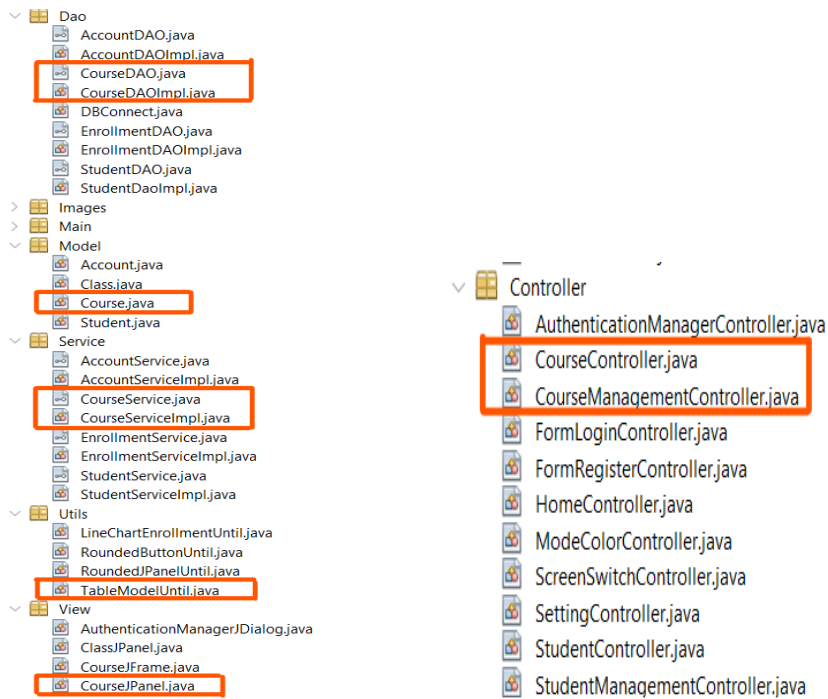 Dao
AccountDAO.java
AccountDAOImpl.java
CourseDAO.java
CourseDAOImpl.java
DBConnect.java
EnrollmentDAO.java
EnrollmentDAOImpl.java
StudentDAO.java
StudentDaoImpl.java
Images
Main
Model
Account.java
Class.java
Course.java
Student.java
Service
AccountService.java
AccountServiceImpl.java
CourseService.java
CourseServiceImpl.java
EnrollmentService.java
EnrollmentServiceImpl.java
StudentService.java
StudentServiceImpl.java
Utils
LineChartEnrollmentUntil.java
RoundedButtonUntil.java
RoundedJPanelUntil.java
TableModelUntil.java
View
AuthenticationManagerJDialog.java
ClassJPanel.java
CourseJFrame.java
CourseJPanel.java
Controller
AuthenticationManagerController.java
CourseController.java
CourseManagementController.java
FormLoginController.java
FormRegisterController.java
HomeController.java
ModeColorController.java
ScreenSwitchController.java
SettingController.java
StudentController.java
StudentManagementController.java